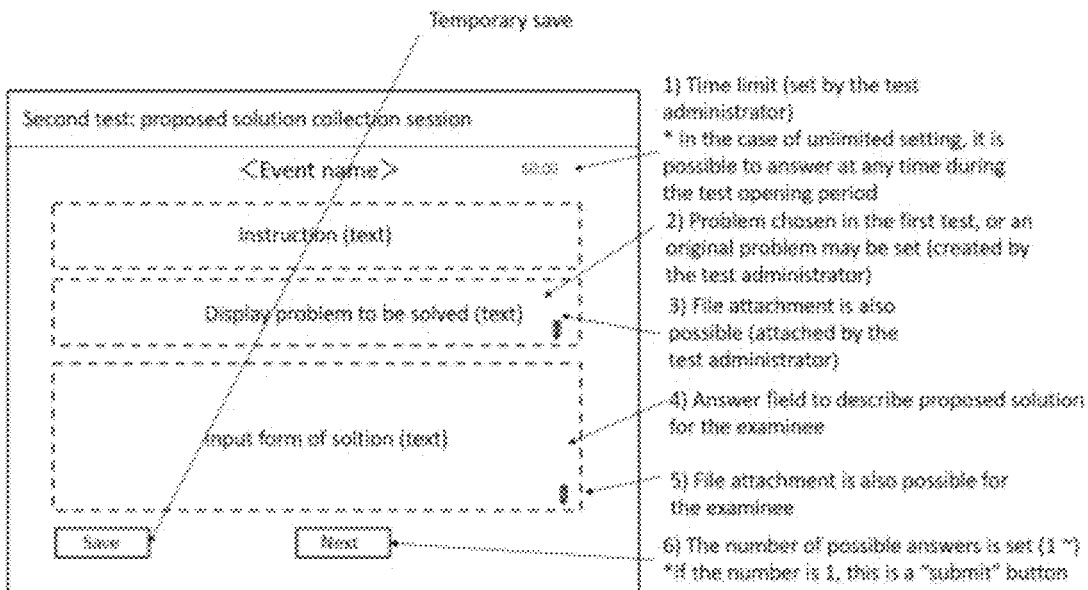 Temporary save
Second test: proposed solution collection session
<Event name>
60:00
Instruction (text)
Display problem to be solved (text)
Input form of soltion (text)
Save
Next
1) Time limit (set by the test
administrator)
* In the case of unlimited setting, it is
possible to answer at any time during
the test opening period
2) Problem chosen in the first test, or an
original problem may be set (created by
the test administrator)
3) File attachment is also
possible (attached by the
test administrator)
4) Answer field to describe proposed solution
for the examinee
5) File attachment is also possible for
the examinee
6) The number of possible answers is set (1 ~)
*If the number is 1, this is a "submit" button